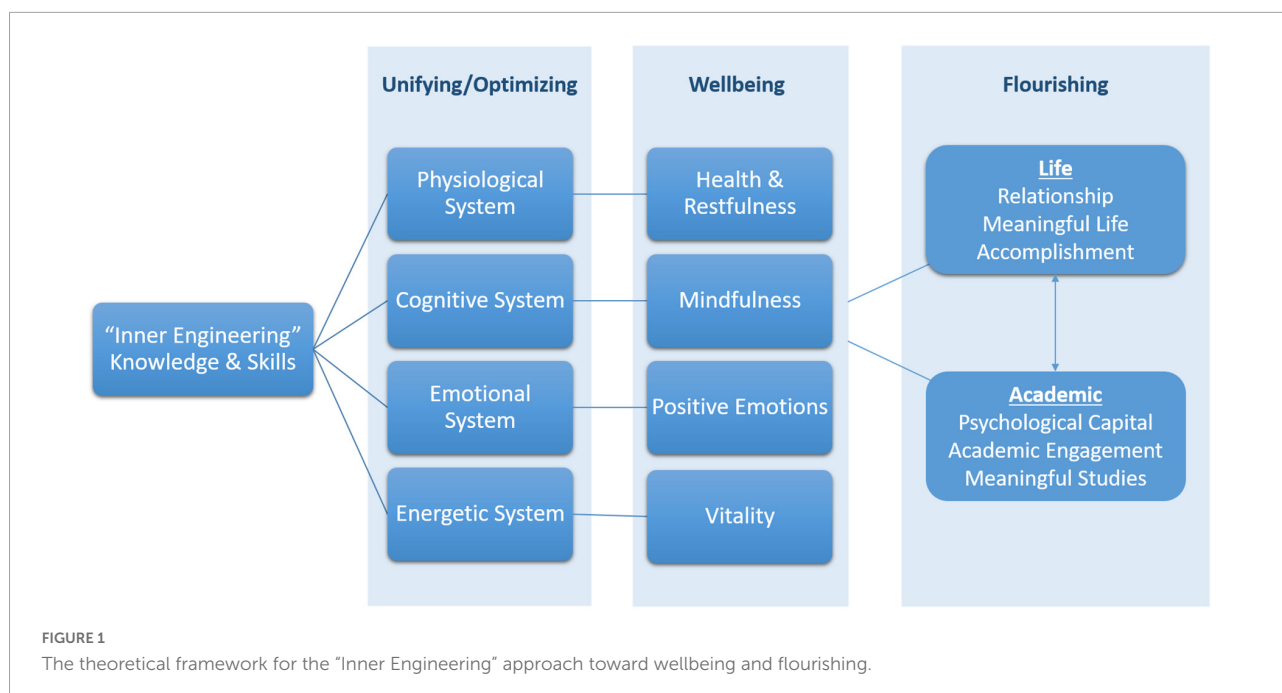 Unifying/Optimizing
Wellbeing
Flourishing
Physiological
System
Health &
Restfulness
Life
Relationship
Meaningful Life
Accomplishment
Cognitive System
Mindfulness
“Inner Engineering”
Knowledge & Skills
Emotional
System
Positive Emotions
Academic
Psychological Capital
Academic Engagement
Meaningful Studies
Energetic System
Vitality
FIGURE 1
The theoretical framework for the “Inner Engineering” approach toward wellbeing and flourishing.